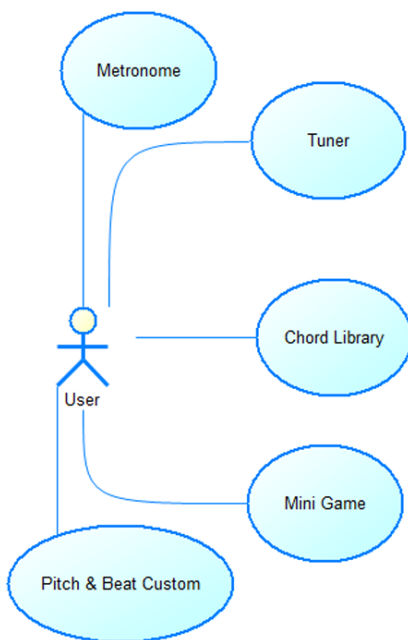 Metronome
Tuner
Chord Library
User
Mini Game
Pitch & Beat Custom